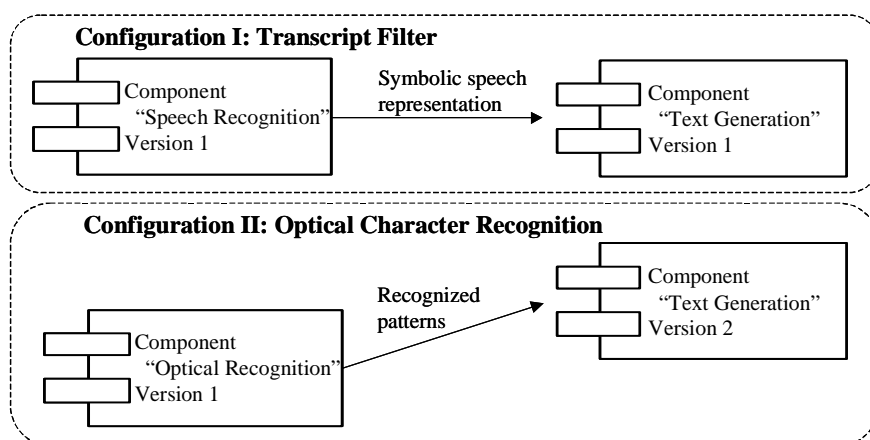 Configuration I: Transcript Filter
Component
“Speech Recognition”
Version 1
Symbolic speech
representation
Component
“Text Generation”
Version 1
Configuration II: Optical Character Recognition
Component
“Optical Recognition”
Version 1
Recognized
patterns
Component
“Text Generation”
Version 2